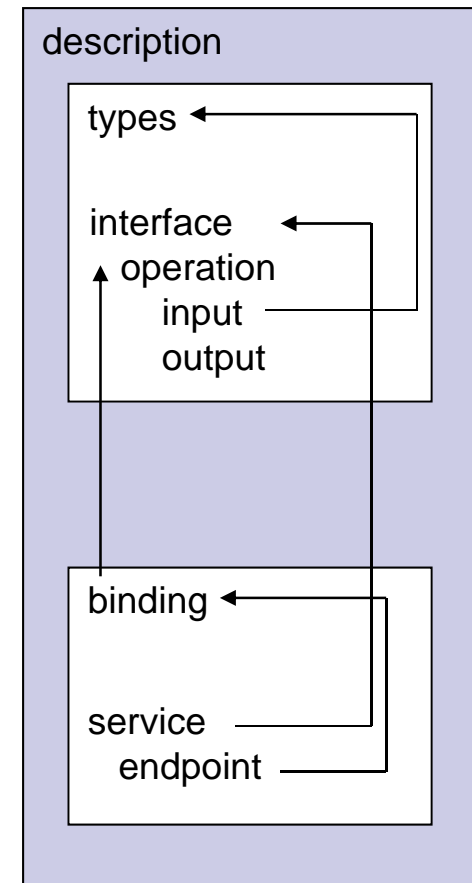 description
types
interface
operation
input
output
binding
service
endpoint